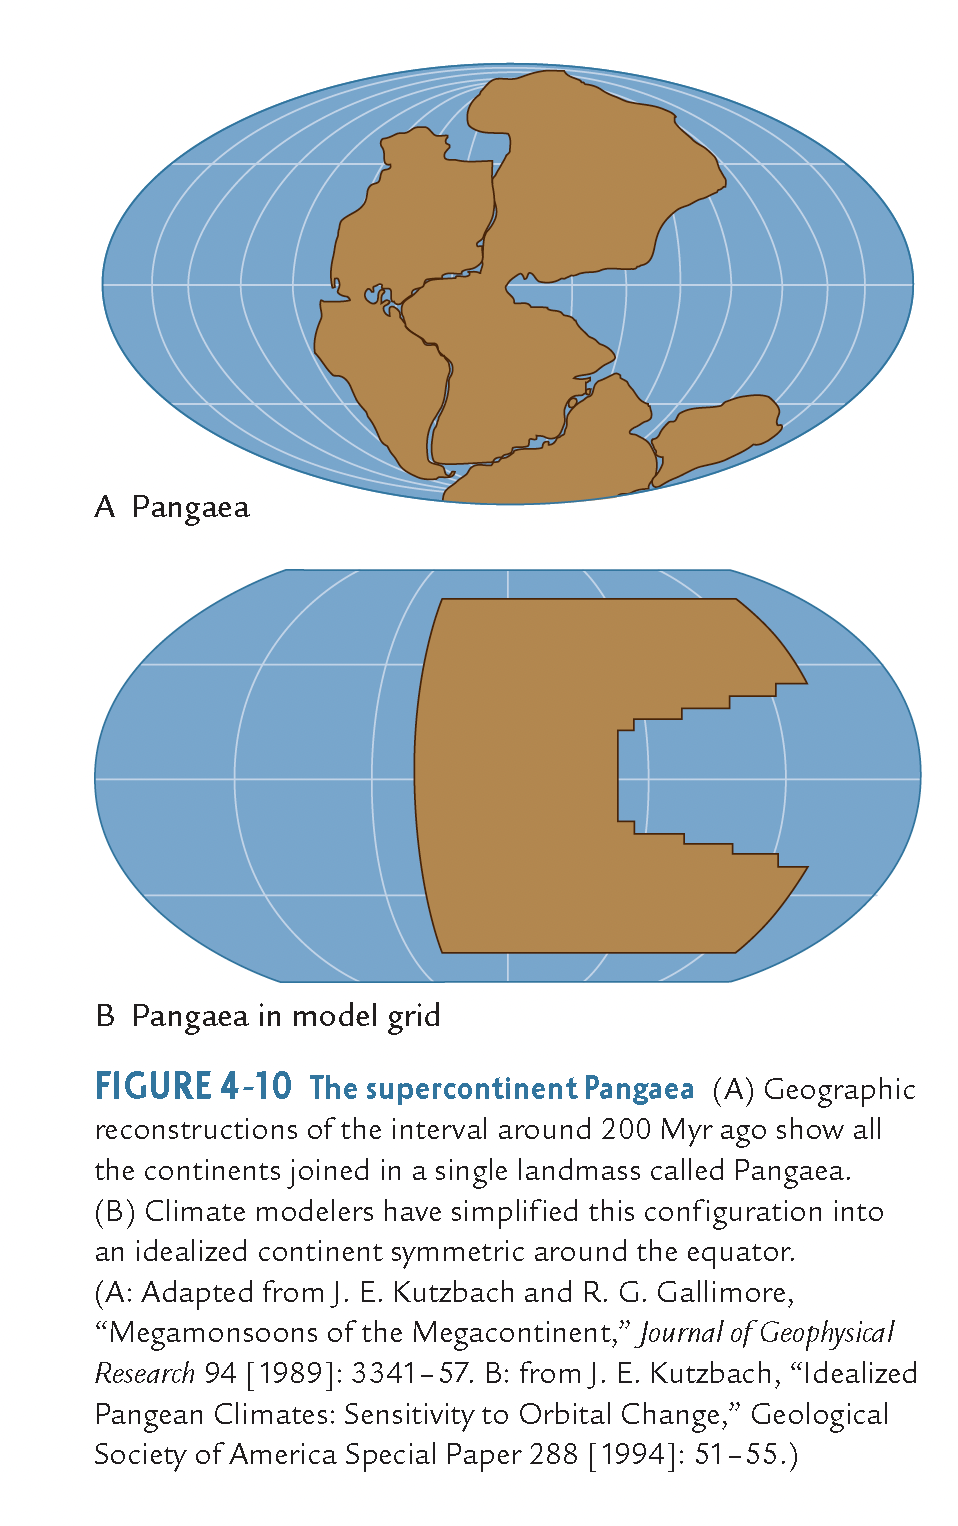 A Pangaea
B Pangaea in model grid
FIGURE 4-10 The supercontinent Pangaea (A) Geographic
reconstructions of the interval around 200 Myr ago show all
the continents joined in a single landmass called Pangaea.
(B) Climate modelers have simplified this configuration into
an idealized continent symmetric around the equator.
(A: Adapted from J. E. Kutzbach and R. G. Gallimore,
“Megamonsoons of the Megacontinent,” Journal of Geophysical
Research 94 [1989]: 3341–57. B: from J. E. Kutzbach, “Idealized
Pangean Climates: Sensitivity to Orbital Change,” Geological
Society of America Special Paper 288 [1994]: 51–55.)